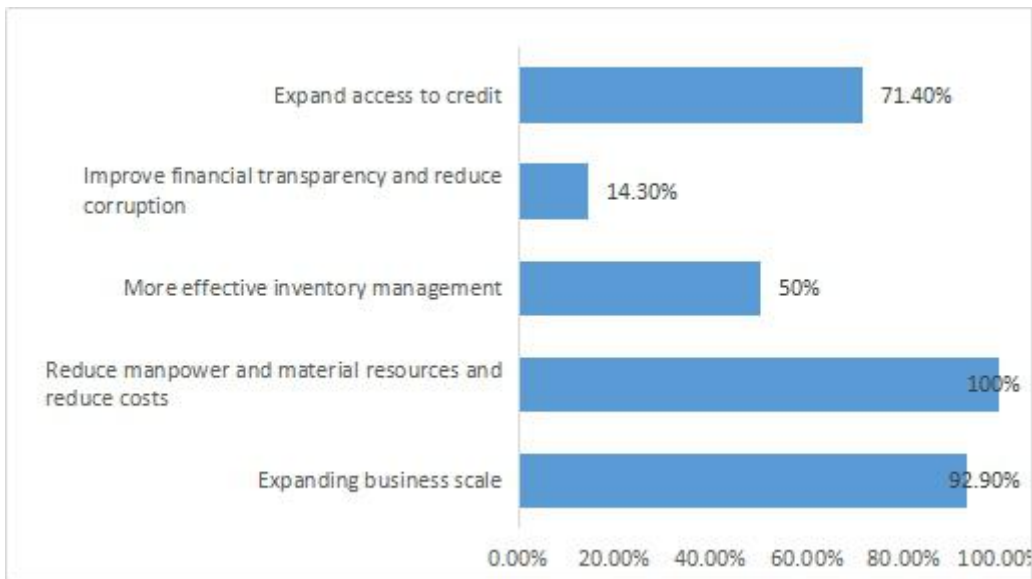 Expand access to credit
71.40%
Improve financial transparency and reduce
corruption
14.30%
More effective inventory management
50%
Reduce manpower and material resources and
reduce costs
100%
Expanding business scale
92.90%
0.00% 20.00% 40.00% 60.00% 80.00% 100.00%